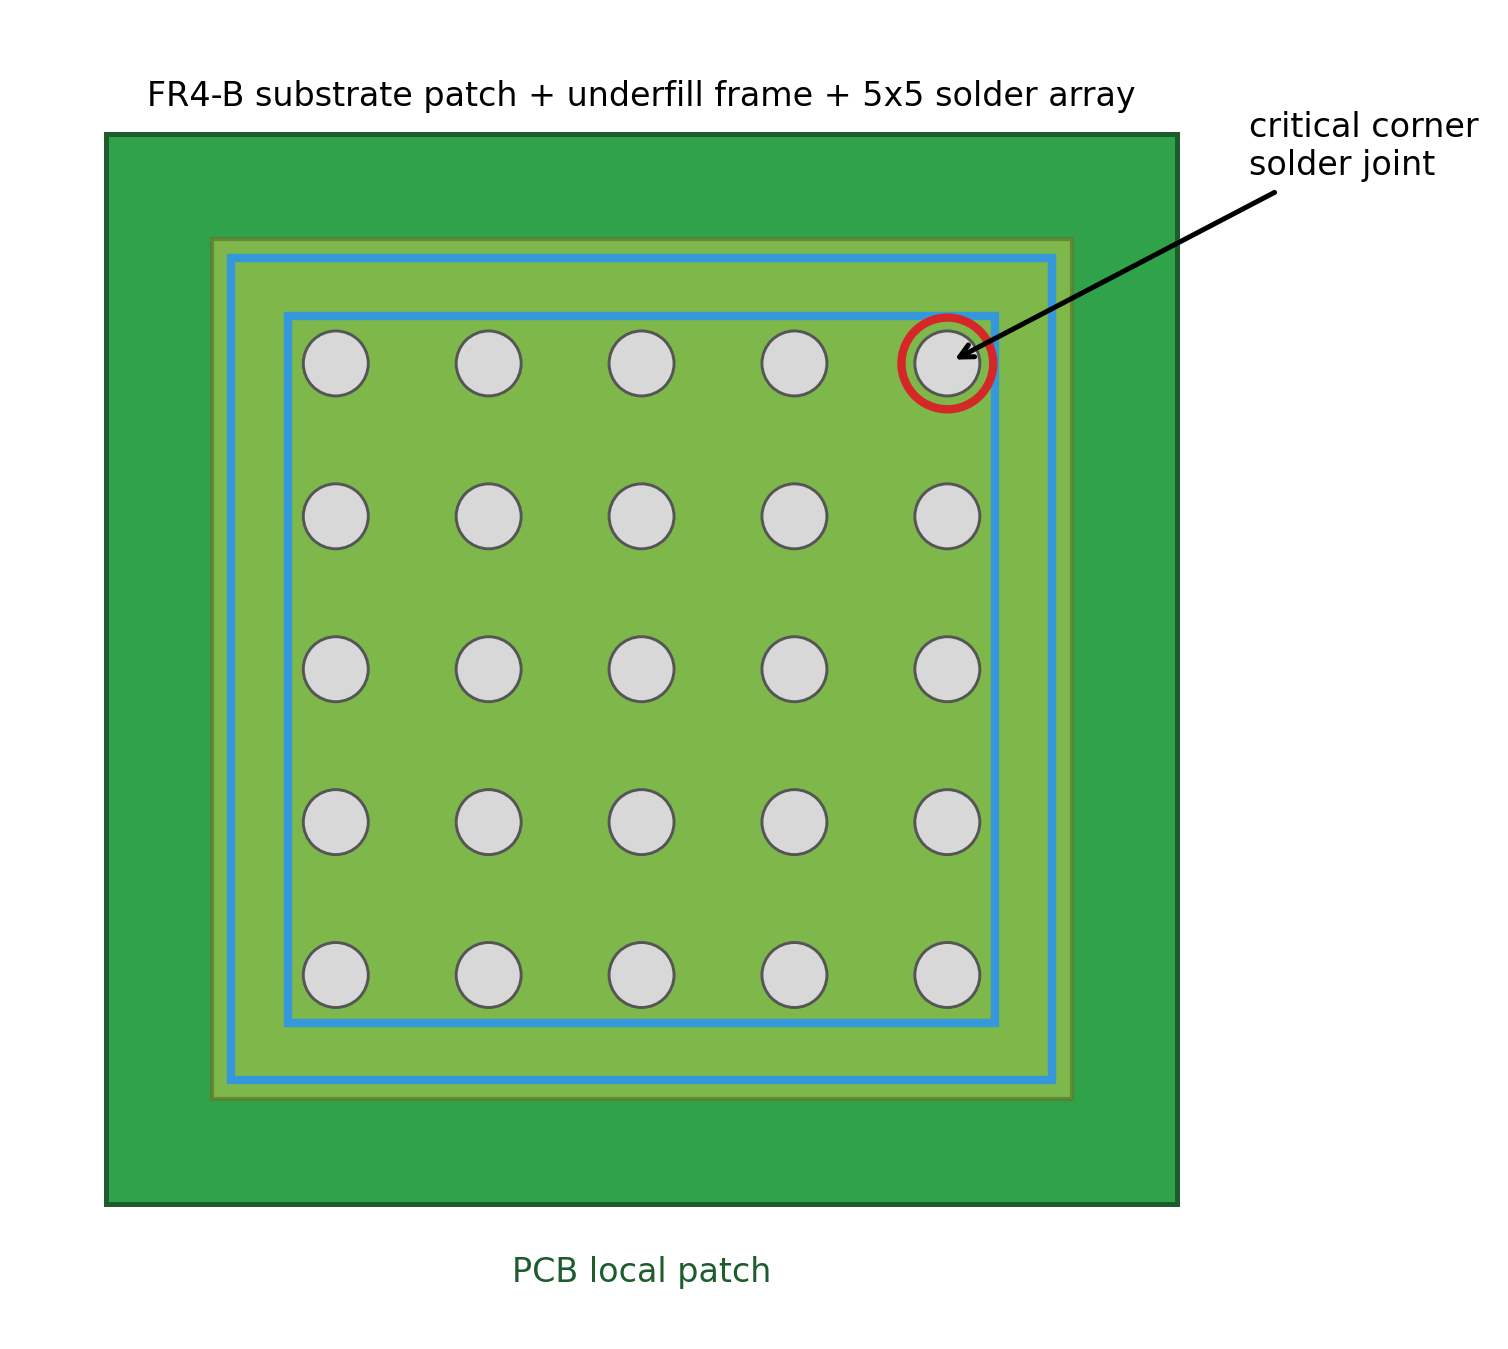 FR4-B substrate patch + underfill frame + 5x5 solder array
critical corner
solder joint
PCB local patch